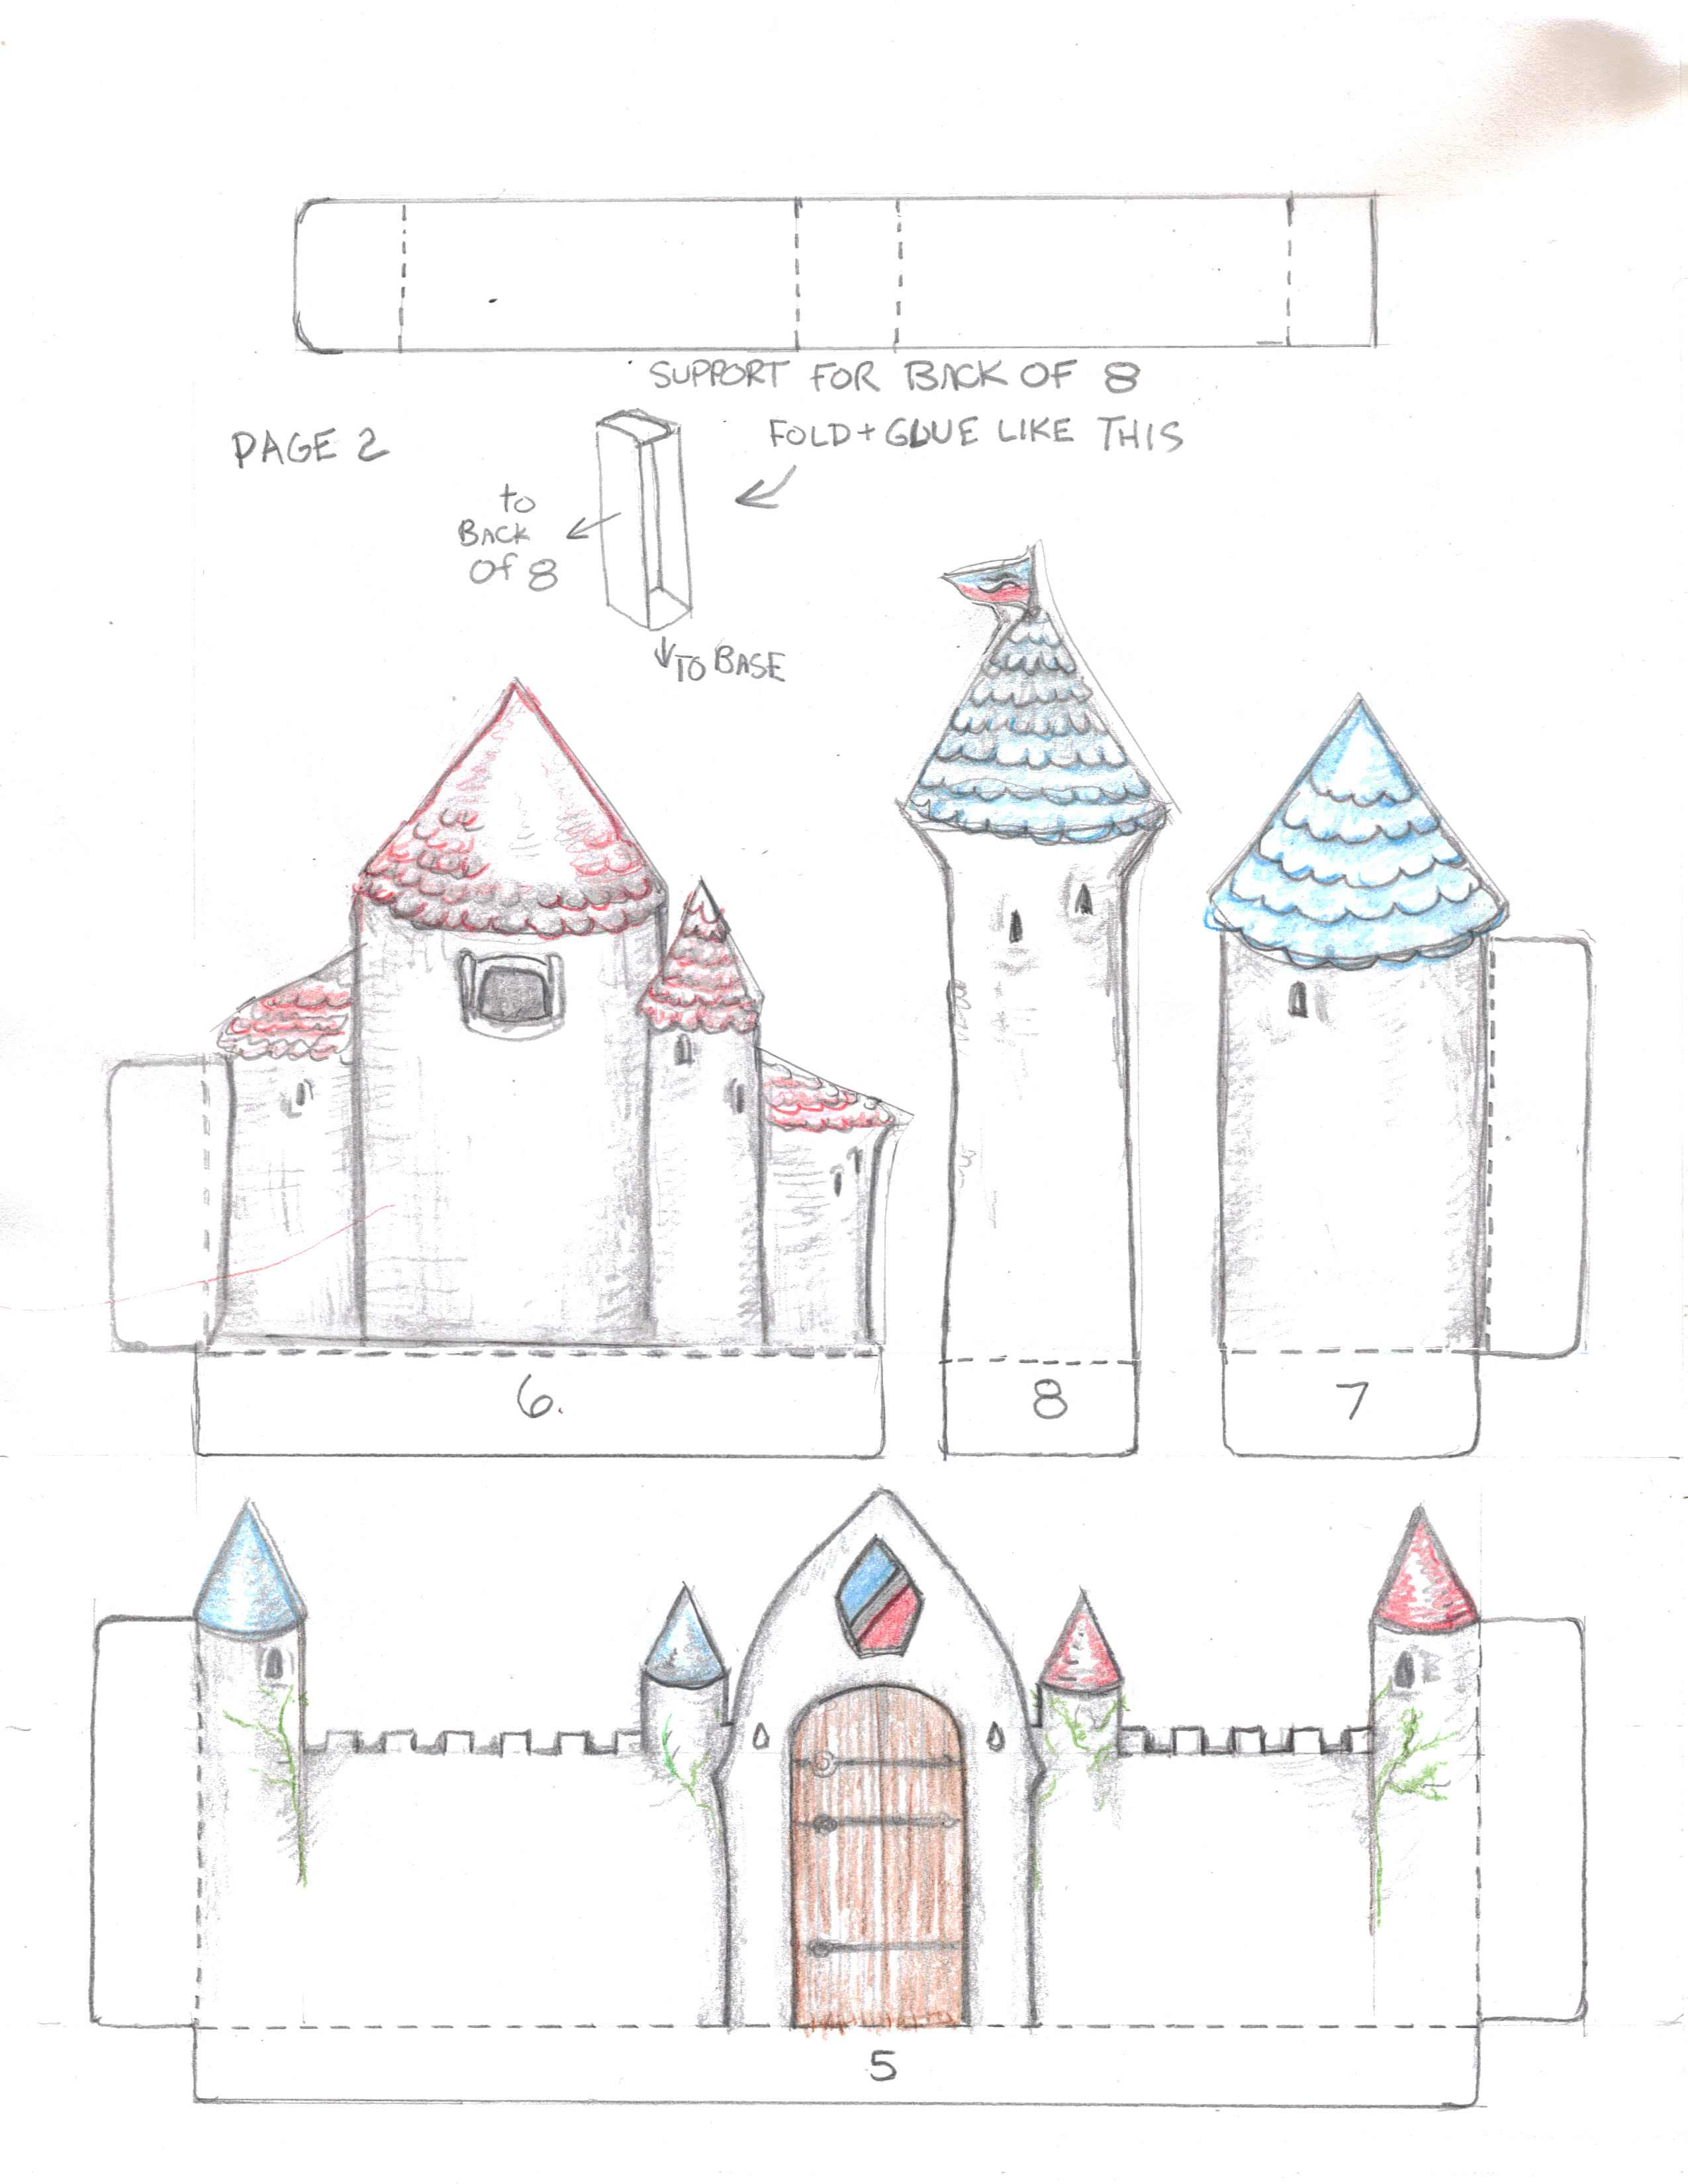 SUPPORT FOR BACK OF 8
PAGE 2
FOLD + GLUE LIKE THIS
to
BACK
Of 8
TO BASE
6.
8
7
5